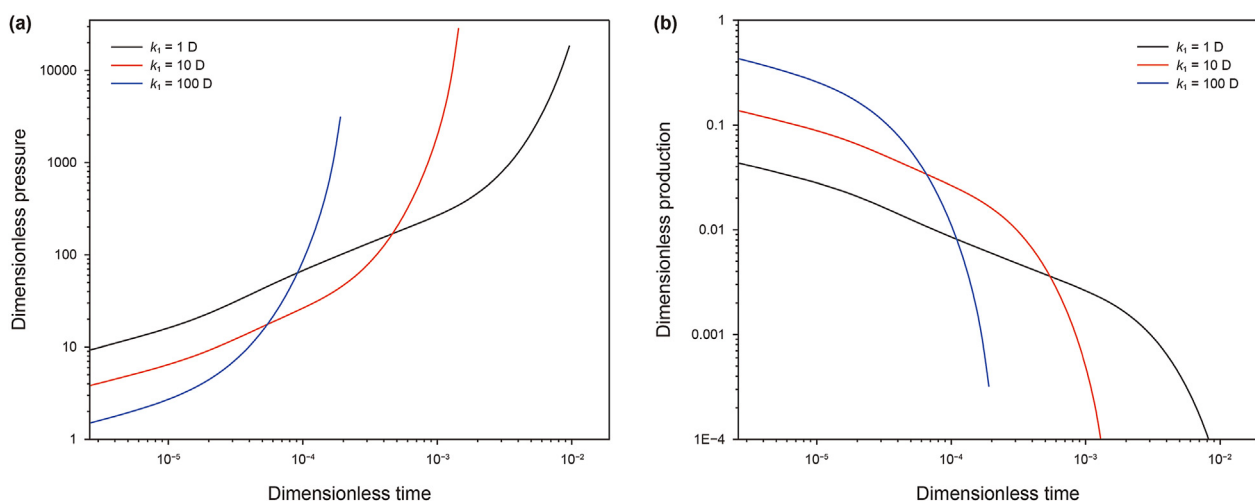 (a)
k₁ = 1 D
k₁ = 10 D
k₁ = 100 D
10000
1000
100
10
1
Dimensionless pressure
10⁻⁵
10⁻⁴
10⁻³
10⁻²
Dimensionless time
(b)
k₁ = 1 D
k₁ = 10 D
k₁ = 100 D
1
0.1
0.01
0.001
1E−4
Dimensionless production
10⁻⁵
10⁻⁴
10⁻³
10⁻²
Dimensionless time